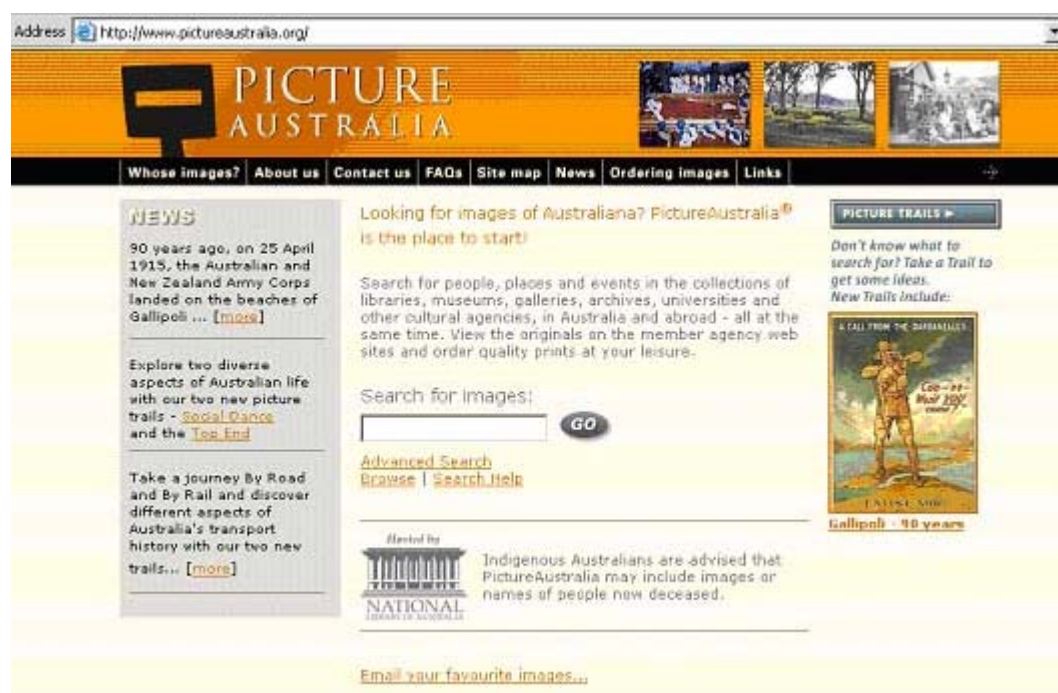 Address http://www.pictureaustralia.org/
PICTURE
AUSTRALIA
Whose images? About us Contact us FAQs Site map News Ordering images Links
NEWS
90 years ago, on 25 April
1915, the Australian and
New Zealand Army Corps
landed on the beaches of
Gallipoli ... [more]
Explore two diverse
aspects of Australian life
with our two new picture
trails - Social Dance
and the Top End
Take a journey By Road
and By Rail and discover
different aspects of
Australia's transport
history with our two new
trails... [more]
Looking for images of Australiana? PictureAustralia®
is the place to start!
Search for people, places and events in the collections of
libraries, museums, galleries, archives, universities and
other cultural agencies, in Australia and abroad - all at the
same time. View the originals on the member agency web
sites and order quality prints at your leisure.
Search for images:
GO
Advanced Search
Browse | Search Help
Hosted by
NATIONAL
LIBRARY OF AUSTRALIA
Indigenous Australians are advised that
PictureAustralia may include images or
names of people now deceased.
Email your favourite images...
PICTURE TRAILS
Don't know what to
search for? Take a Trail to
get some ideas.
New Trails include:
A CALL FROM THE DARDANELLES
Coo-ee-
Won't YOU
come?
ENLIST NOW
Gallipoli - 90 years